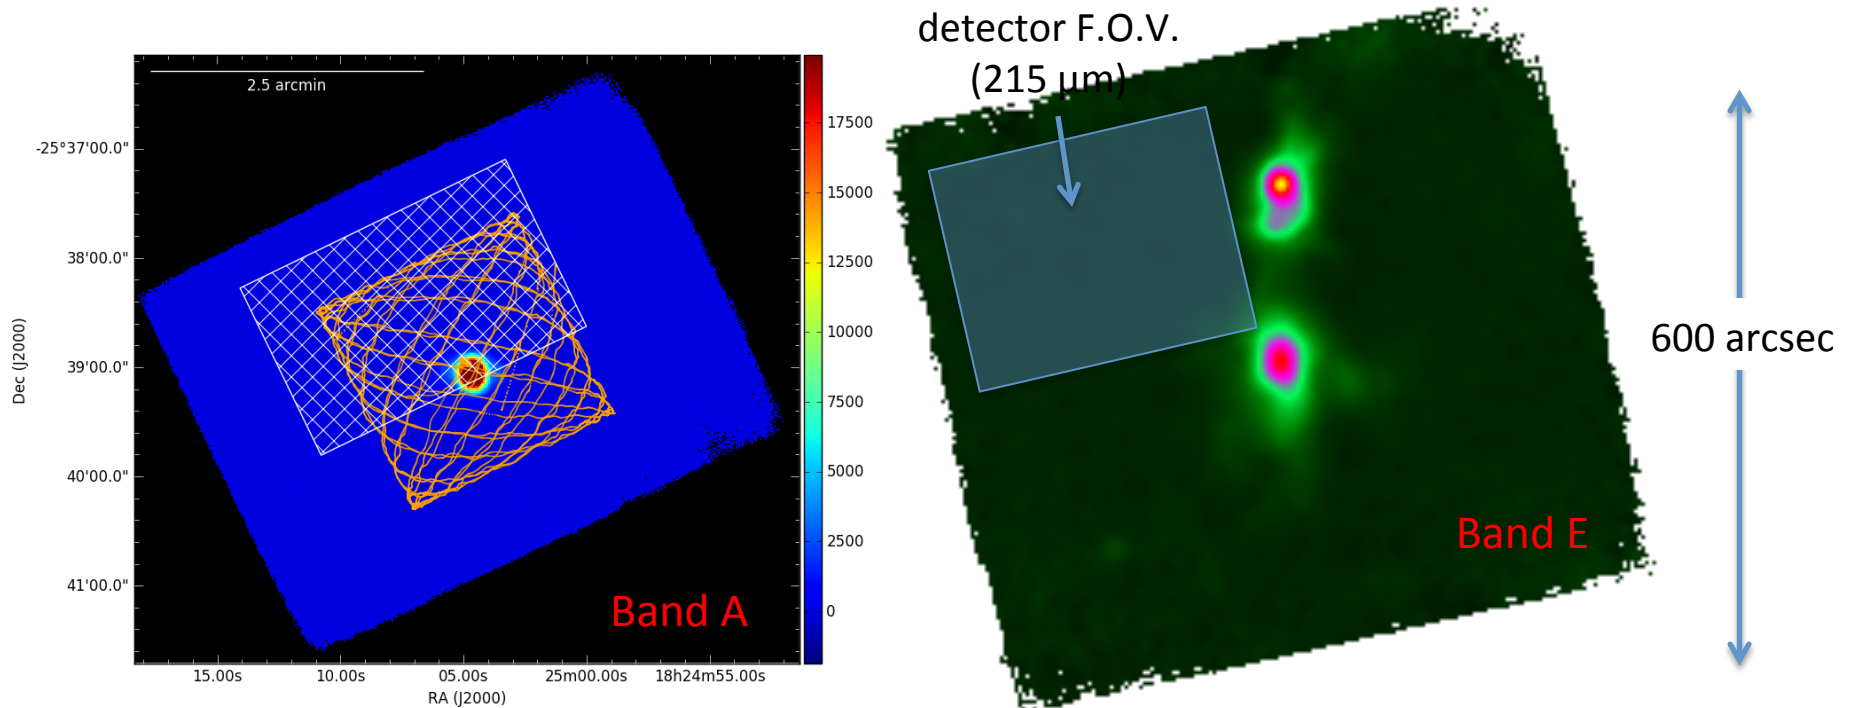 2.5 arcmin
-25°37'00.0"
38'00.0"
39'00.0"
40'00.0"
41'00.0"
Dec (J2000)
15.00s
10.00s
05.00s
25m00.00s
18h24m55.00s
RA (J2000)
17500
15000
12500
10000
7500
5000
2500
0
Band A
detector F.O.V.
(215 μm)
Band E
600 arcsec